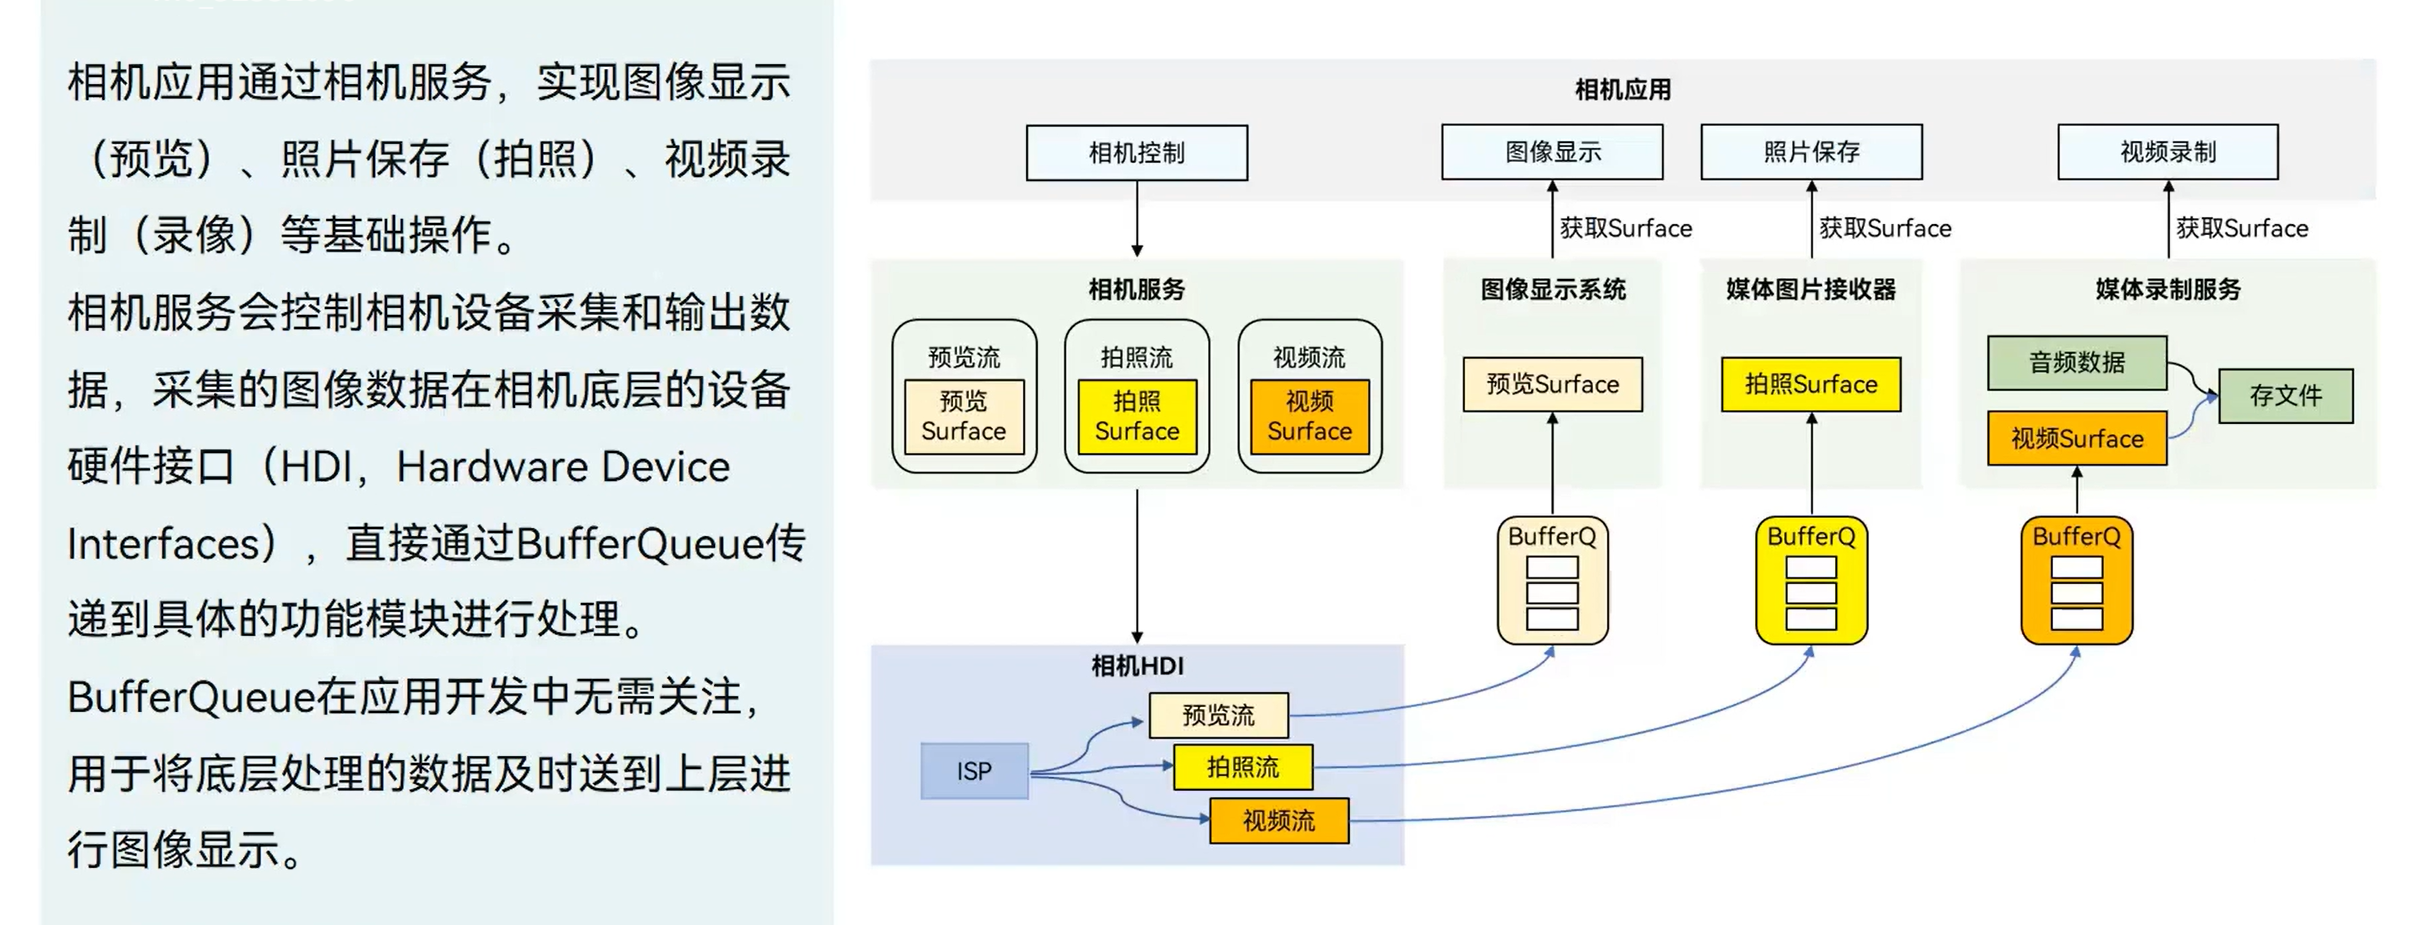 相机应用通过相机服务，实现图像显示
（预览）、照片保存（拍照）、视频录
制（录像）等基础操作。
相机服务会控制相机设备采集和输出数
据，采集的图像数据在相机底层的设备
硬件接口（HDI，Hardware Device
Interfaces），直接通过BufferQueue传
递到具体的功能模块进行处理。
BufferQueue在应用开发中无需关注，
用于将底层处理的数据及时送到上层进
行图像显示。
相机应用
相机控制
图像显示
照片保存
视频录制
获取Surface
获取Surface
获取Surface
相机服务
预览流
预览
Surface
拍照流
拍照
Surface
视频流
视频
Surface
图像显示系统
预览Surface
媒体图片接收器
拍照Surface
媒体录制服务
音频数据
视频Surface
存文件
BufferQ
BufferQ
BufferQ
相机HDI
ISP
预览流
拍照流
视频流